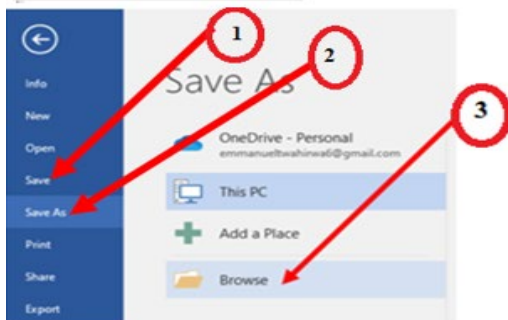 1
2
3
Save As
Info
New
Open
Save
Save As
Print
Share
Export
OneDrive - Personal
emmanueltwahinwa6@gmail.com
This PC
Add a Place
Browse